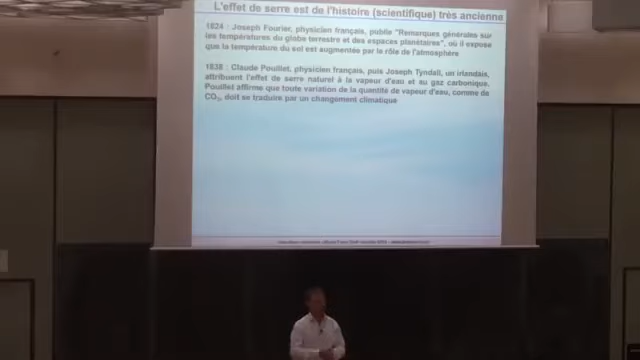 L'effet de serre est de l'histoire (scientifique) très ancienne
1824 : Joseph Fourier, physicien français, publie "Remarques générales sur
les températures du globe terrestre et des espaces planétaires", où il expose
que la température du sol est augmentée par le rôle de l'atmosphère
1838 : Claude Pouillet, physicien français, puis Joseph Tyndall, un irlandais,
attribuent l'effet de serre naturel à la vapeur d'eau et au gaz carbonique.
Pouillet affirme que toute variation de la quantité de vapeur d'eau, comme de
CO₂, doit se traduire par un changement climatique